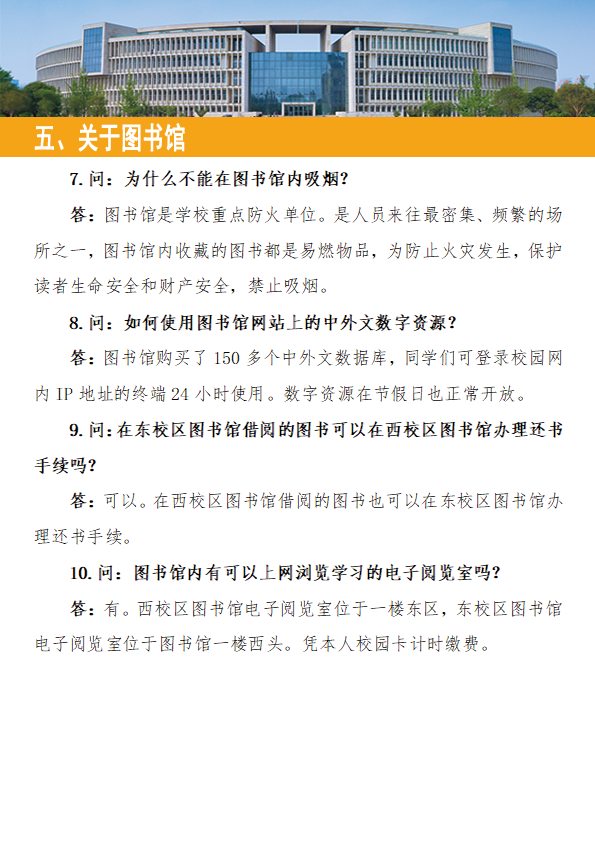 五、关于图书馆
7. 问：为什么不能在图书馆内吸烟？
答：图书馆是学校重点防火单位。是人员来往最密集、频繁的场
所之一，图书馆内收藏的图书都是易燃物品，为防止火灾发生，保护
读者生命安全和财产安全，禁止吸烟。
8. 问：如何使用图书馆网站上的中外文数字资源？
答：图书馆购买了 150 多个中外文数据库，同学们可登录校园网
内 IP 地址的终端 24 小时使用。数字资源在节假日也正常开放。
9. 问：在东校区图书馆借阅的图书可以在西校区图书馆办理还书
手续吗？
答：可以。在西校区图书馆借阅的图书也可以在东校区图书馆办
理还书手续。
10. 问：图书馆内有可以上网浏览学习的电子阅览室吗？
答：有。西校区图书馆电子阅览室位于一楼东区，东校区图书馆
电子阅览室位于图书馆一楼西头。凭本人校园卡计时缴费。